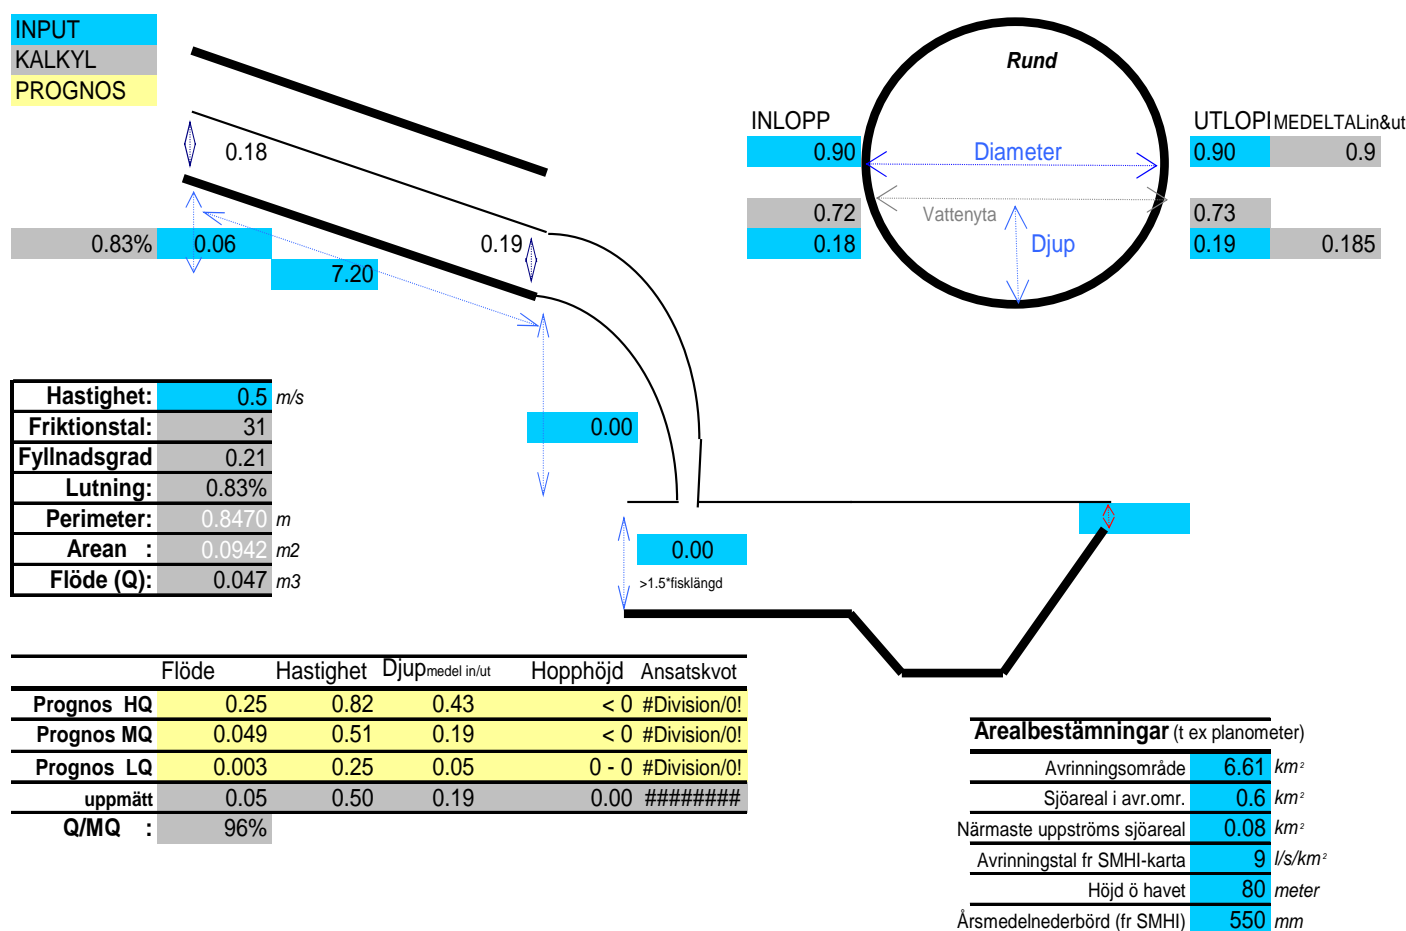 INPUT
KALKYL
PROGNOS
Rund
INLOPP
UTLOPI MEDELTALin&ut
0.90 Diameter 0.90 0.9
0.72 Vattenyta 0.73
0.18 Djup 0.19 0.185
0.18
0.19
0.83% 0.06
7.20
0.00
0.00
>1.5*fisklängd
Hastighet: 0.5 m/s
Friktionstal: 31
Fyllnadsgrad 0.21
Lutning: 0.83%
Perimeter: 0.8470 m
Arean : 0.0942 m2
Flöde (Q): 0.047 m3
Flöde Hastighet Djup medel in/ut Hopphöjd Ansatskvot
Prognos HQ 0.25 0.82 0.43 < 0 #Division/0!
Prognos MQ 0.049 0.51 0.19 < 0 #Division/0!
Prognos LQ 0.003 0.25 0.05 0 - 0 #Division/0!
uppmätt 0.05 0.50 0.19 0.00 ########
Q/MQ : 96%
Arealbestämningar (t ex planometer)
Avrinningsområde 6.61 km²
Sjöareal i avr.omr. 0.6 km²
Närmaste uppströms sjöareal 0.08 km²
Avrinningstal fr SMHI-karta 9 l/s/km²
Höjd ö havet 80 meter
Årsmedelnederbörd (fr SMHI) 550 mm